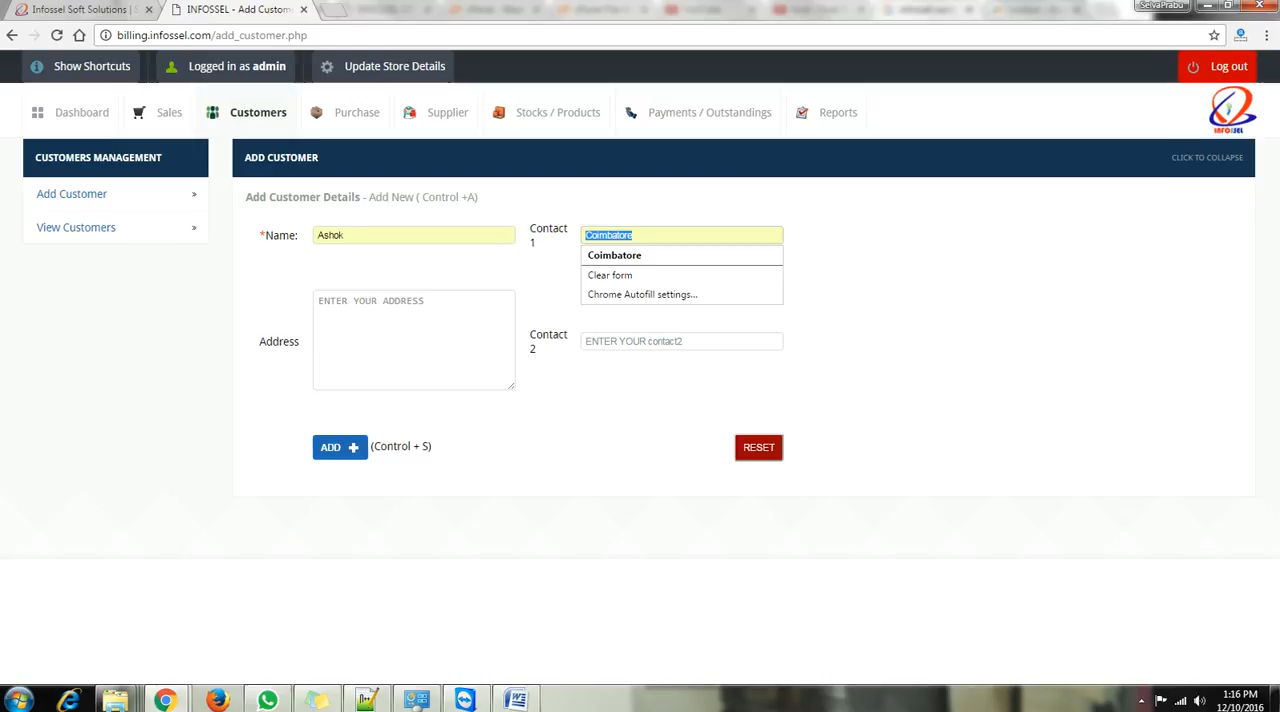 Infossel Soft Solutions |
INFOSSEL - Add Custome
SelvaPrabu
billing.infossel.com/add_customer.php
Show Shortcuts
Logged in as admin
Update Store Details
Log out
Dashboard
Sales
Customers
Purchase
Supplier
Stocks / Products
Payments / Outstandings
Reports
INFOSSEL
CUSTOMERS MANAGEMENT
ADD CUSTOMER
CLICK TO COLLAPSE
Add Customer »
View Customers »
Add Customer Details - Add New ( Control +A)
*Name: Ashok
Contact 
1
Coimbatore
Coimbatore
Clear form
Chrome Autofill settings...
Address
ENTER YOUR ADDRESS
Contact
2
ENTER YOUR contact2
ADD + (Control + S)
RESET
1:16 PM
12/10/2016